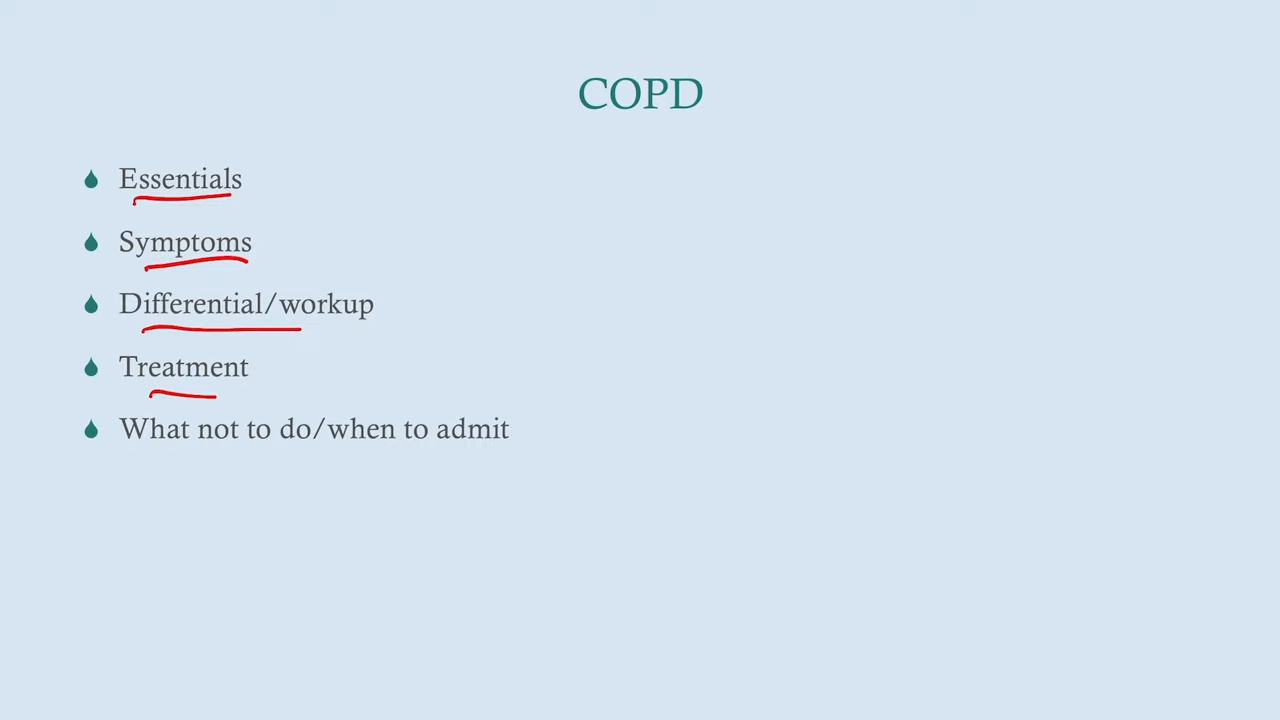 COPD
Essentials
Symptoms
Differential/workup
Treatment
What not to do/when to admit